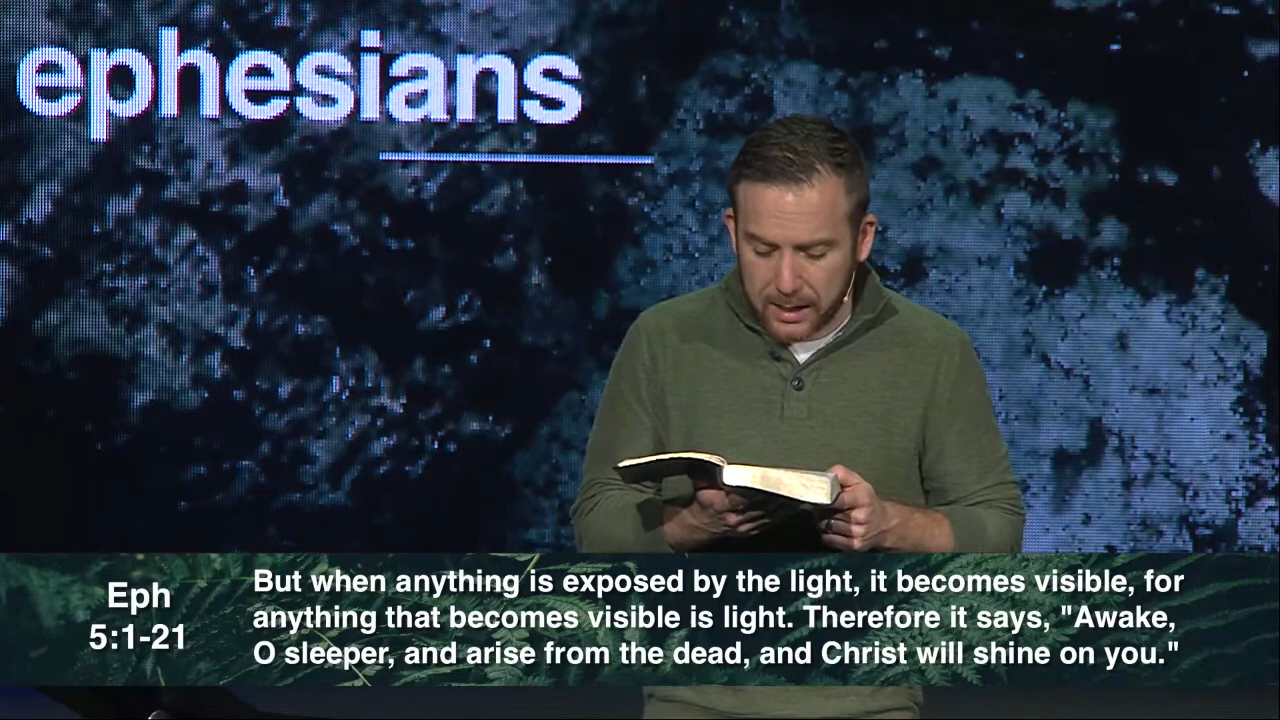 ephesians
Eph
5:1-21
But when anything is exposed by the light, it becomes visible, for
anything that becomes visible is light. Therefore it says, "Awake,
O sleeper, and arise from the dead, and Christ will shine on you."